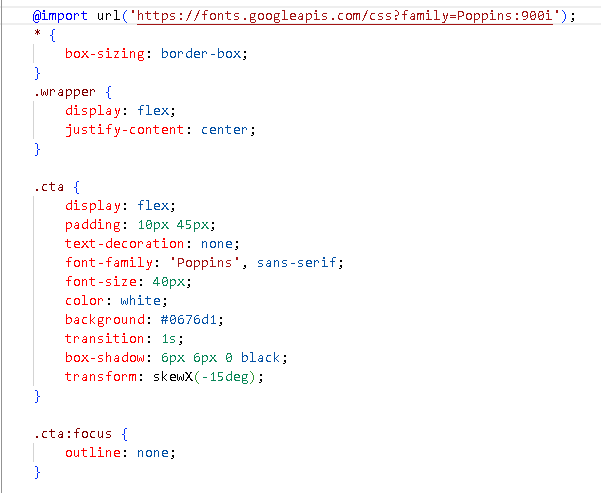 @import url('https://fonts.googleapis.com/css?family=Poppins:900i');
* {
    box-sizing: border-box;
}
.wrapper {
    display: flex;
    justify-content: center;
}

.cta {
    display: flex;
    padding: 10px 45px;
    text-decoration: none;
    font-family: 'Poppins', sans-serif;
    font-size: 40px;
    color: white;
    background: #0676d1;
    transition: 1s;
    box-shadow: 6px 6px 0 black;
    transform: skewX(-15deg);
}

.cta:focus {
    outline: none;
}